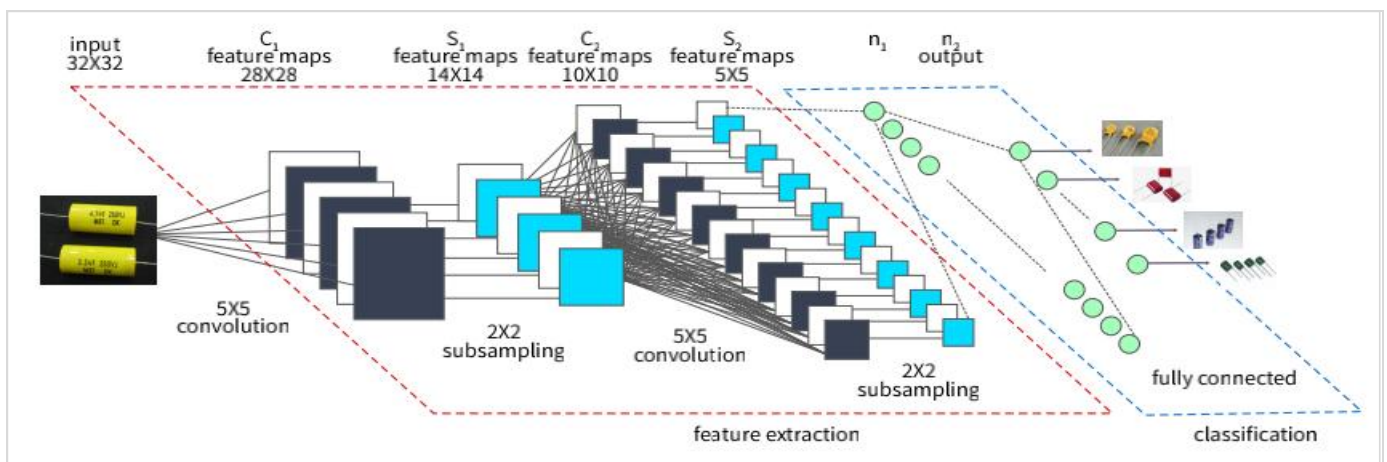 input
32X32
C1
feature maps
28X28
S1
feature maps
14X14
C2
feature maps
10X10
S2
feature maps
5X5
n1
n2
output
5X5
convolution
2X2
subsampling
5X5
convolution
2X2
subsampling
fully connected
feature extraction
classification